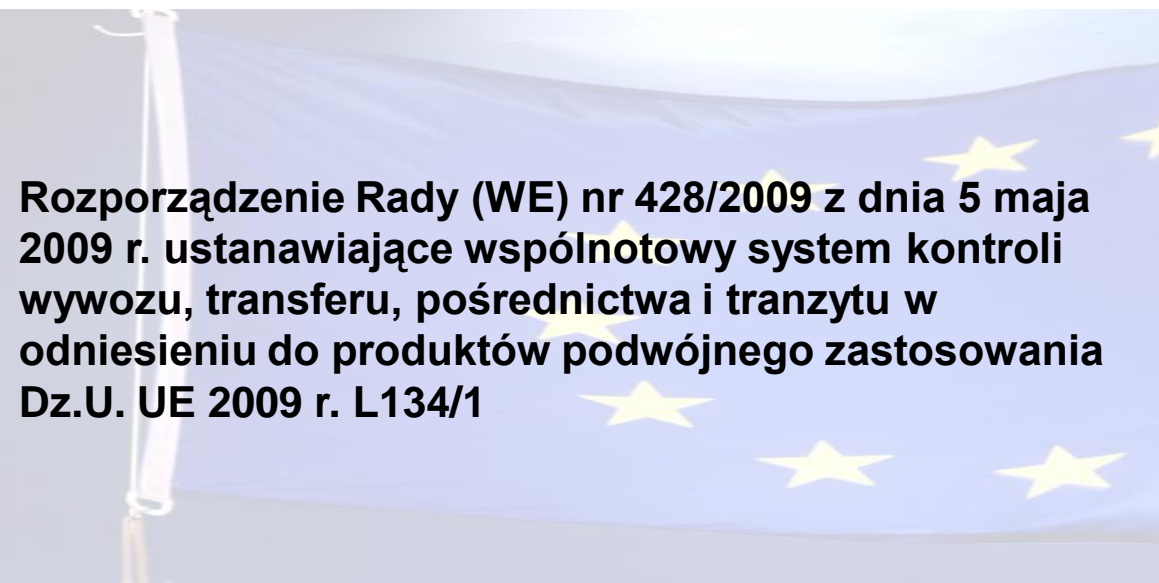 Rozporządzenie Rady (WE) nr 428/2009 z dnia 5 maja
2009 r. ustanawiające wspólnotowy system kontroli
wywozu, transferu, pośrednictwa i tranzytu w
odniesieniu do produktów podwójnego zastosowania
Dz.U. UE 2009 r. L134/1